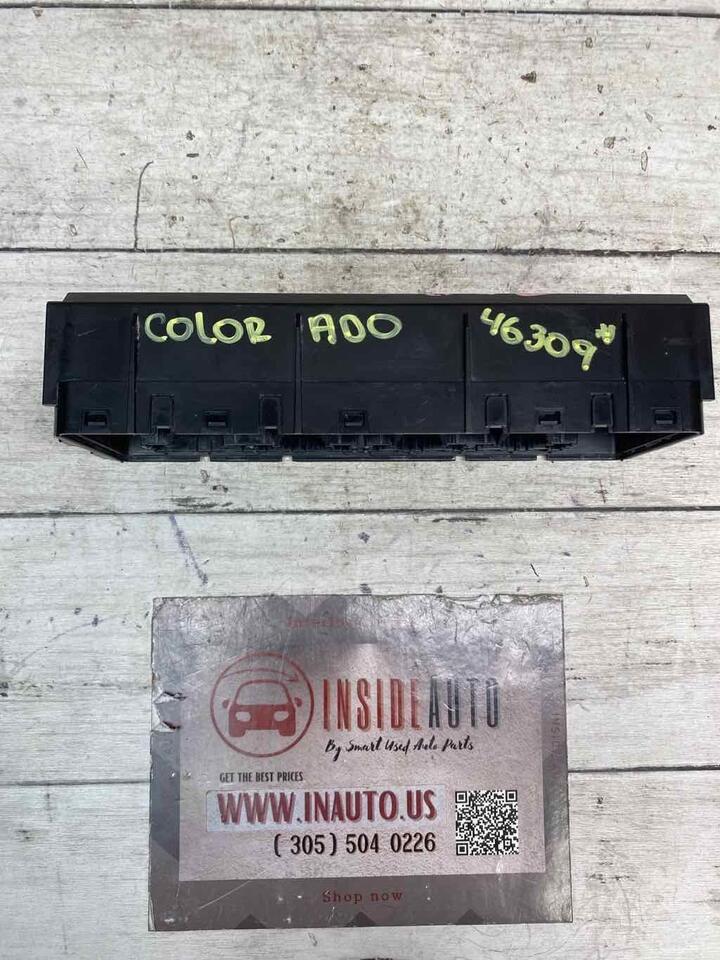 COLOR ADO 46309
INSIDEAUTO
By Smart Used Auto Parts
GET THE BEST PRICES
WWW.INAUTO.US
(305) 504 0226
Shop now